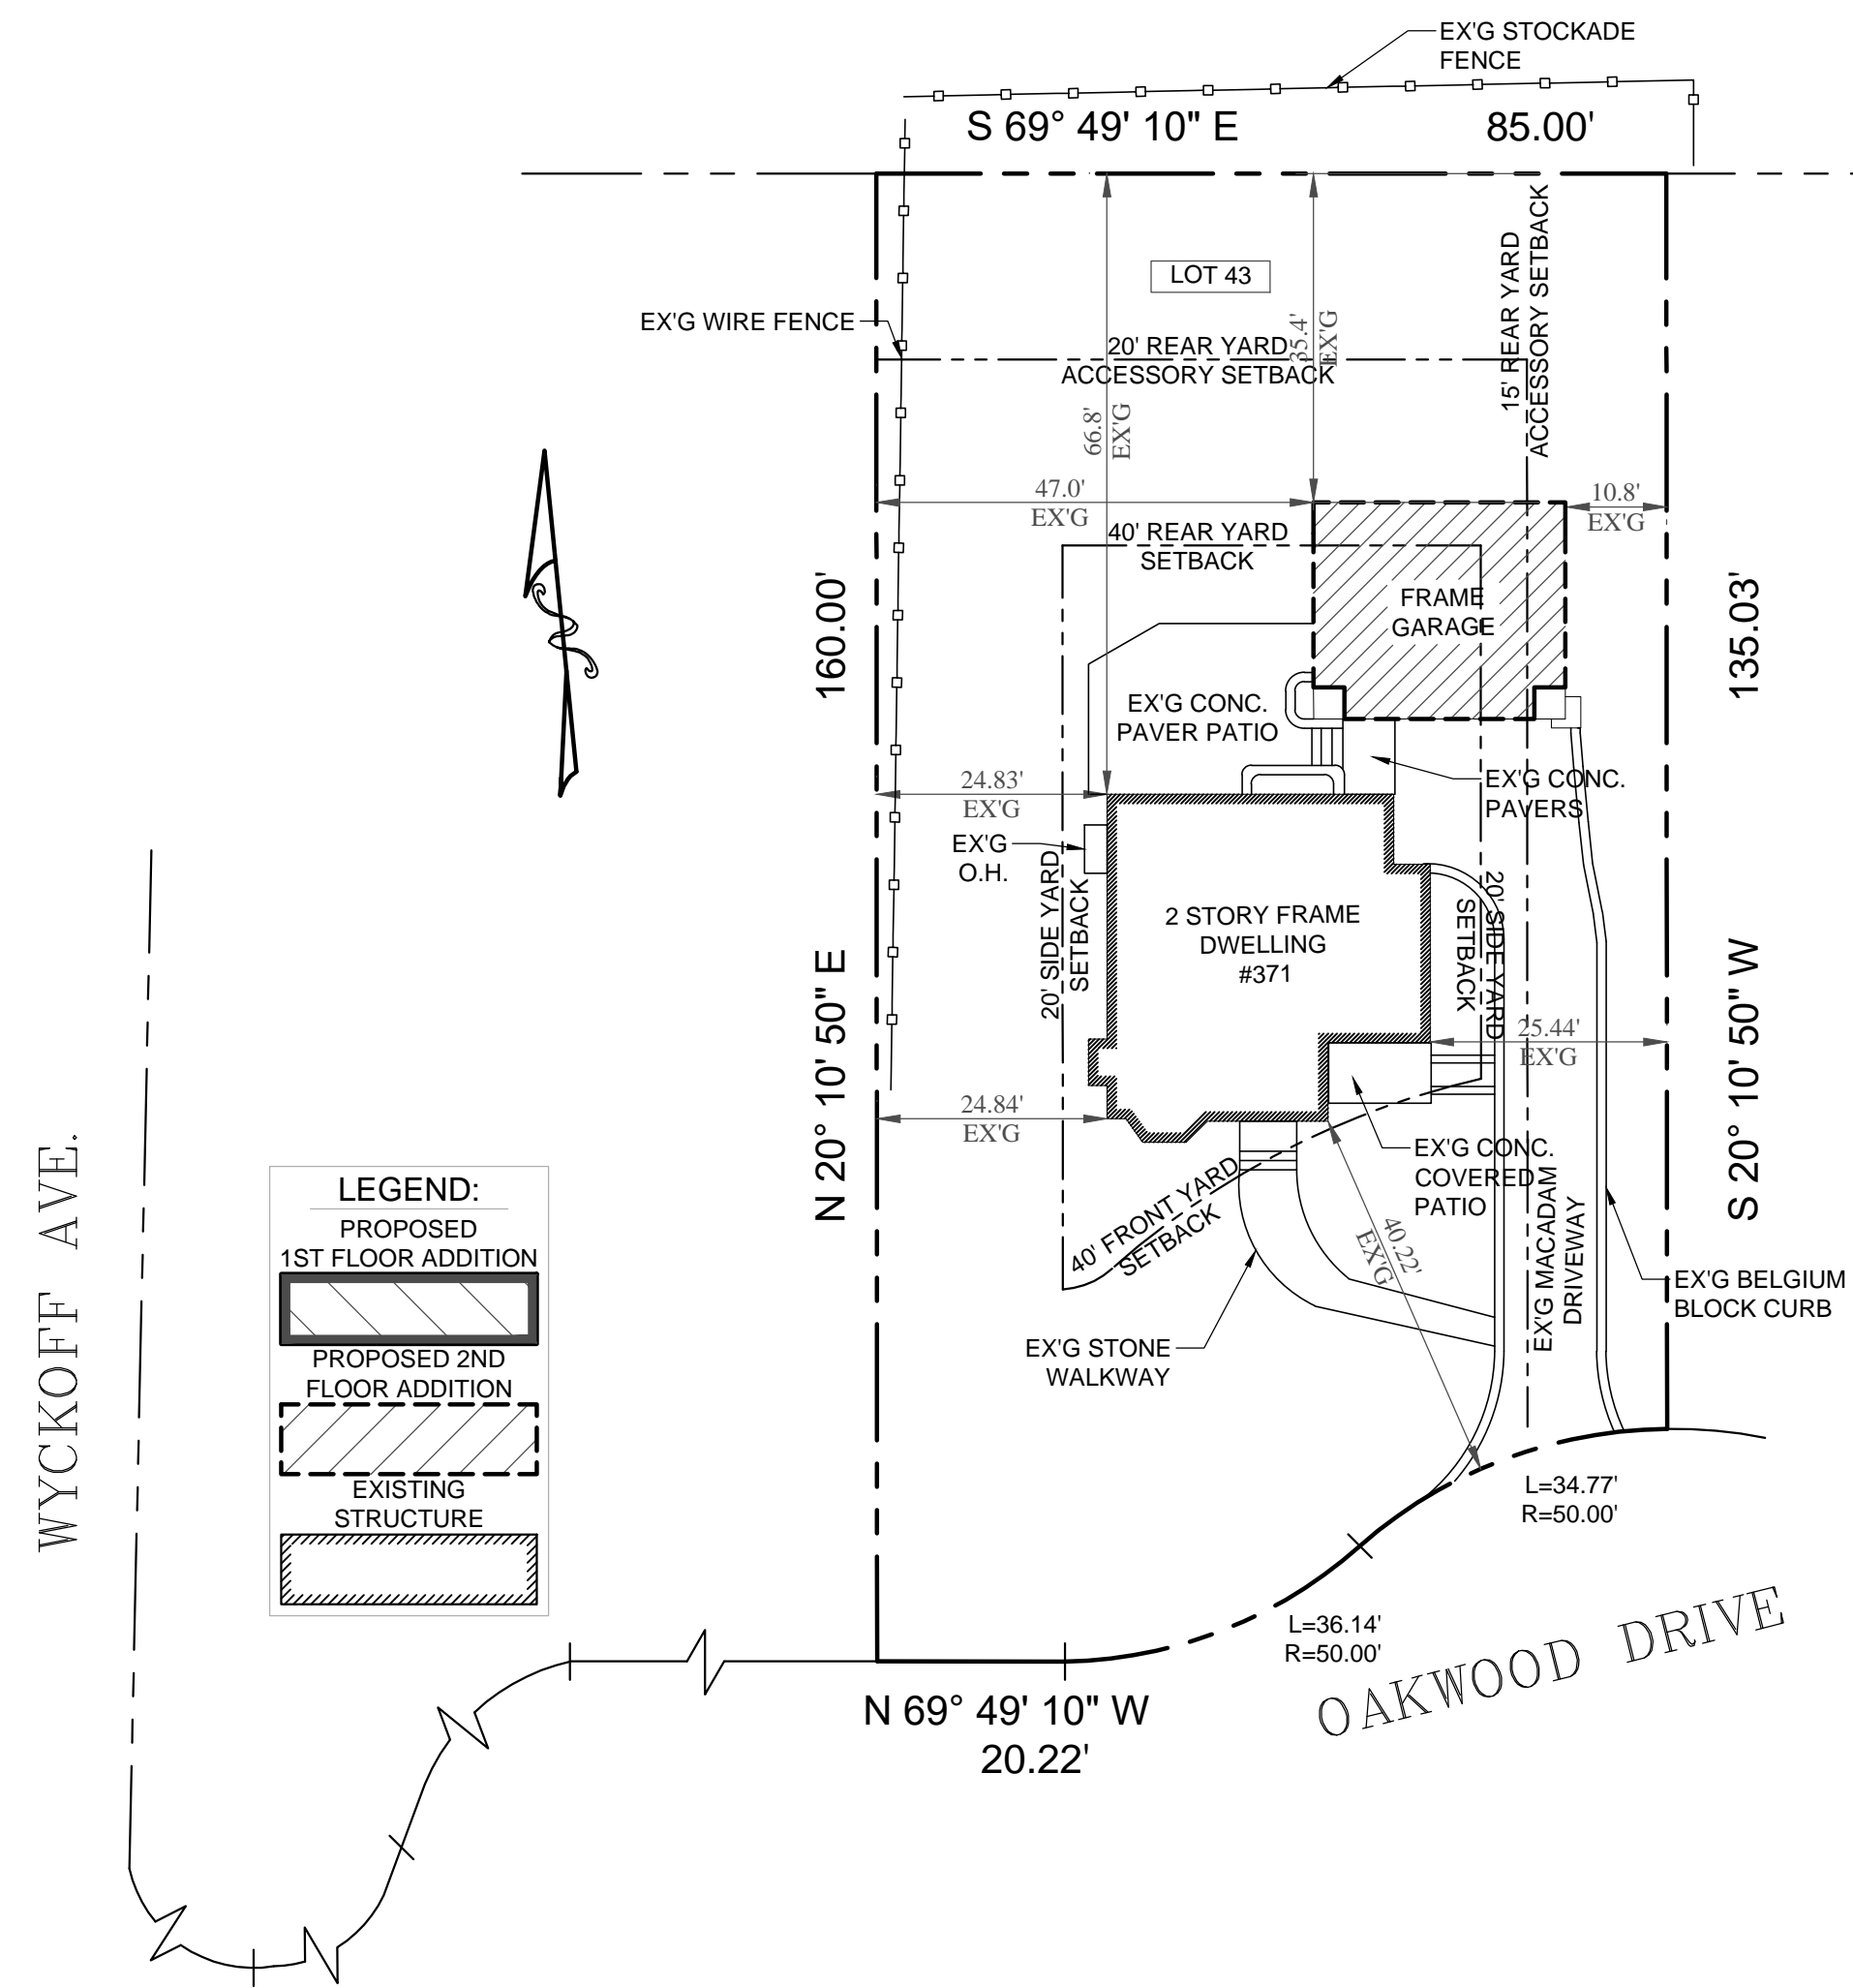 EX'G STOCKADE
FENCE
S 69° 49' 10" E
85.00'
LOT 43
15' REAR YARD
ACCESSORY SETBACK
EX'G WIRE FENCE
20' REAR YARD
ACCESSORY SETBACK
35.4'
EX'G
66.8'
EX'G
47.0'
EX'G
10.8'
EX'G
40' REAR YARD
SETBACK
FRAME
GARAGE
160.00'
135.03'
EX'G CONC.
PAVER PATIO
EX'G CONC.
PAVERS
24.83'
EX'G
EX'G
O.H.
20' SIDE YARD
SETBACK
2 STORY FRAME
DWELLING
#371
20' SIDE YARD
SETBACK
N 20° 10' 50" E
S 20° 10' 50" W
25.44'
EX'G
24.84'
EX'G
EX'G CONC.
COVERED
PATIO
40' FRONT YARD
SETBACK
40.22'
EX'G
EX'G MACADAM
DRIVEWAY
EX'G BELGIUM
BLOCK CURB
EX'G STONE
WALKWAY
WYCKOFF AVE.
LEGEND:
PROPOSED
1ST FLOOR ADDITION
PROPOSED 2ND
FLOOR ADDITION
EXISTING
STRUCTURE
L=34.77'
R=50.00'
L=36.14'
R=50.00'
OAKWOOD DRIVE
N 69° 49' 10" W
20.22'